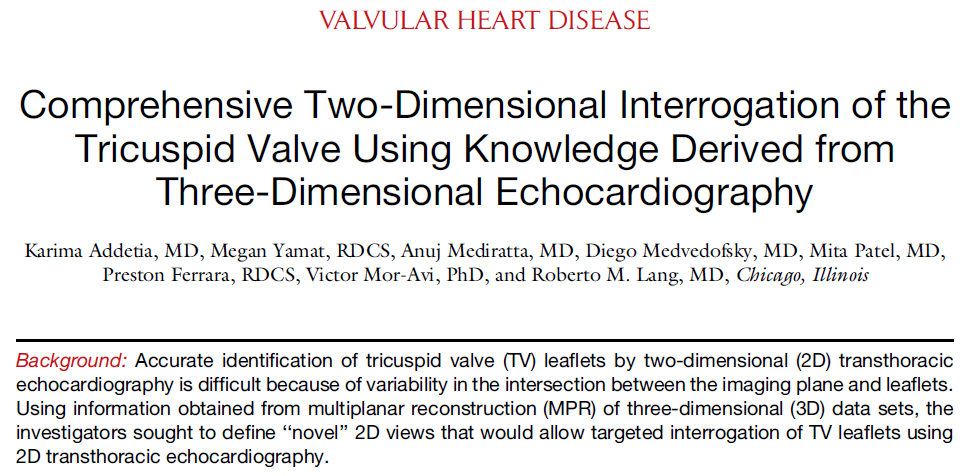 VALVULAR HEART DISEASE
Comprehensive Two-Dimensional Interrogation of the
Tricuspid Valve Using Knowledge Derived from
Three-Dimensional Echocardiography
Karima Addetia, MD, Megan Yamat, RDCS, Anuj Mediratta, MD, Diego Medvedofsky, MD, Mita Patel, MD,
Preston Ferrara, RDCS, Victor Mor-Avi, PhD, and Roberto M. Lang, MD, Chicago, Illinois
Background: Accurate identification of tricuspid valve (TV) leaflets by two-dimensional (2D) transthoracic
echocardiography is difficult because of variability in the intersection between the imaging plane and leaflets.
Using information obtained from multiplanar reconstruction (MPR) of three-dimensional (3D) data sets, the
investigators sought to define ‘‘novel’’ 2D views that would allow targeted interrogation of TV leaflets using
2D transthoracic echocardiography.